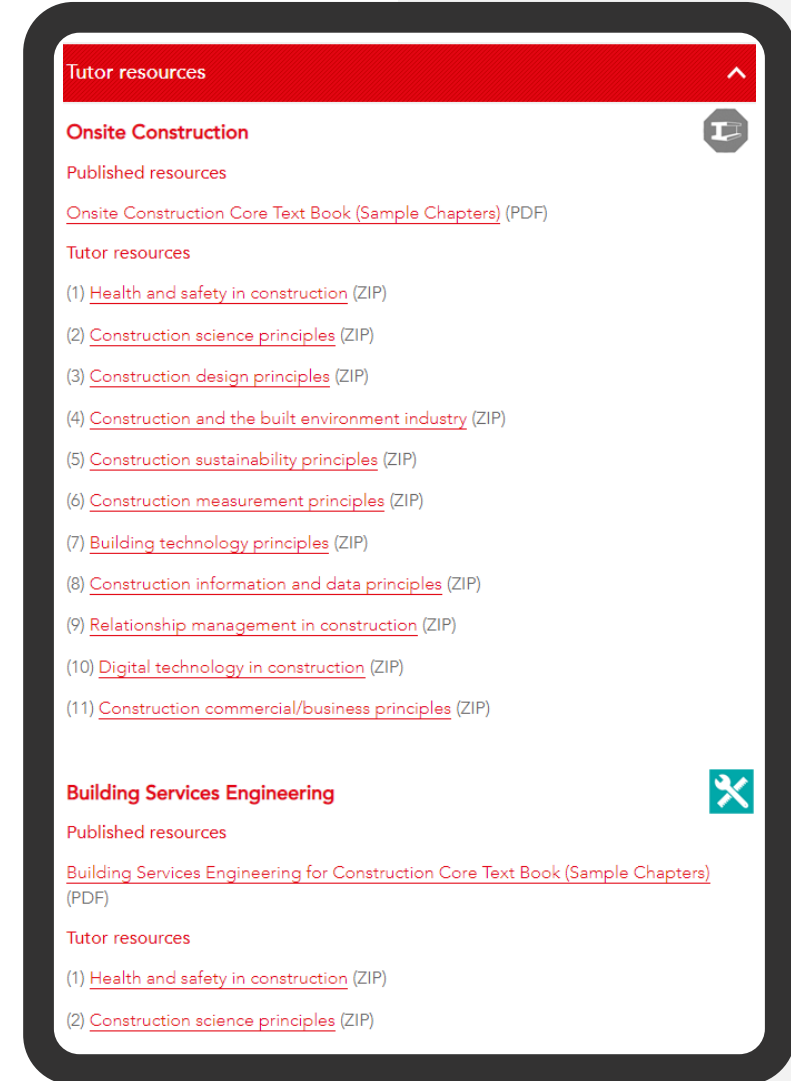 Tutor resources
Onsite Construction
Published resources
Onsite Construction Core Text Book (Sample Chapters) (PDF)
Tutor resources
(1) Health and safety in construction (ZIP)
(2) Construction science principles (ZIP)
(3) Construction design principles (ZIP)
(4) Construction and the built environment industry (ZIP)
(5) Construction sustainability principles (ZIP)
(6) Construction measurement principles (ZIP)
(7) Building technology principles (ZIP)
(8) Construction information and data principles (ZIP)
(9) Relationship management in construction (ZIP)
(10) Digital technology in construction (ZIP)
(11) Construction commercial/business principles (ZIP)
Building Services Engineering
Published resources
Building Services Engineering for Construction Core Text Book (Sample Chapters)
(PDF)
Tutor resources
(1) Health and safety in construction (ZIP)
(2) Construction science principles (ZIP)